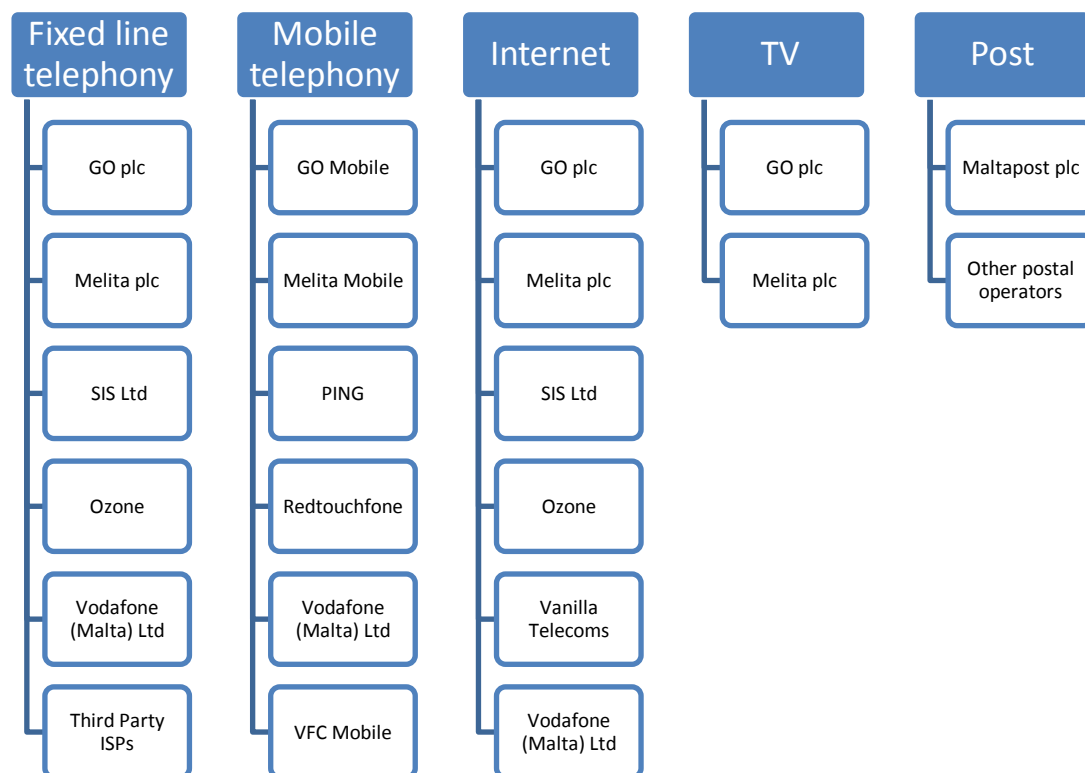 Fixed line
telephony
GO plc
Melita plc
SIS Ltd
Ozone
Vodafone
(Malta) Ltd
Third Party
ISPs
Mobile
telephony
GO Mobile
Melita Mobile
PING
Redtouchfone
Vodafone
(Malta) Ltd
VFC Mobile
Internet
GO plc
Melita plc
SIS Ltd
Ozone
Vanilla
Telecoms
Vodafone
(Malta) Ltd
TV
GO plc
Melita plc
Post
Maltapost plc
Other postal
operators